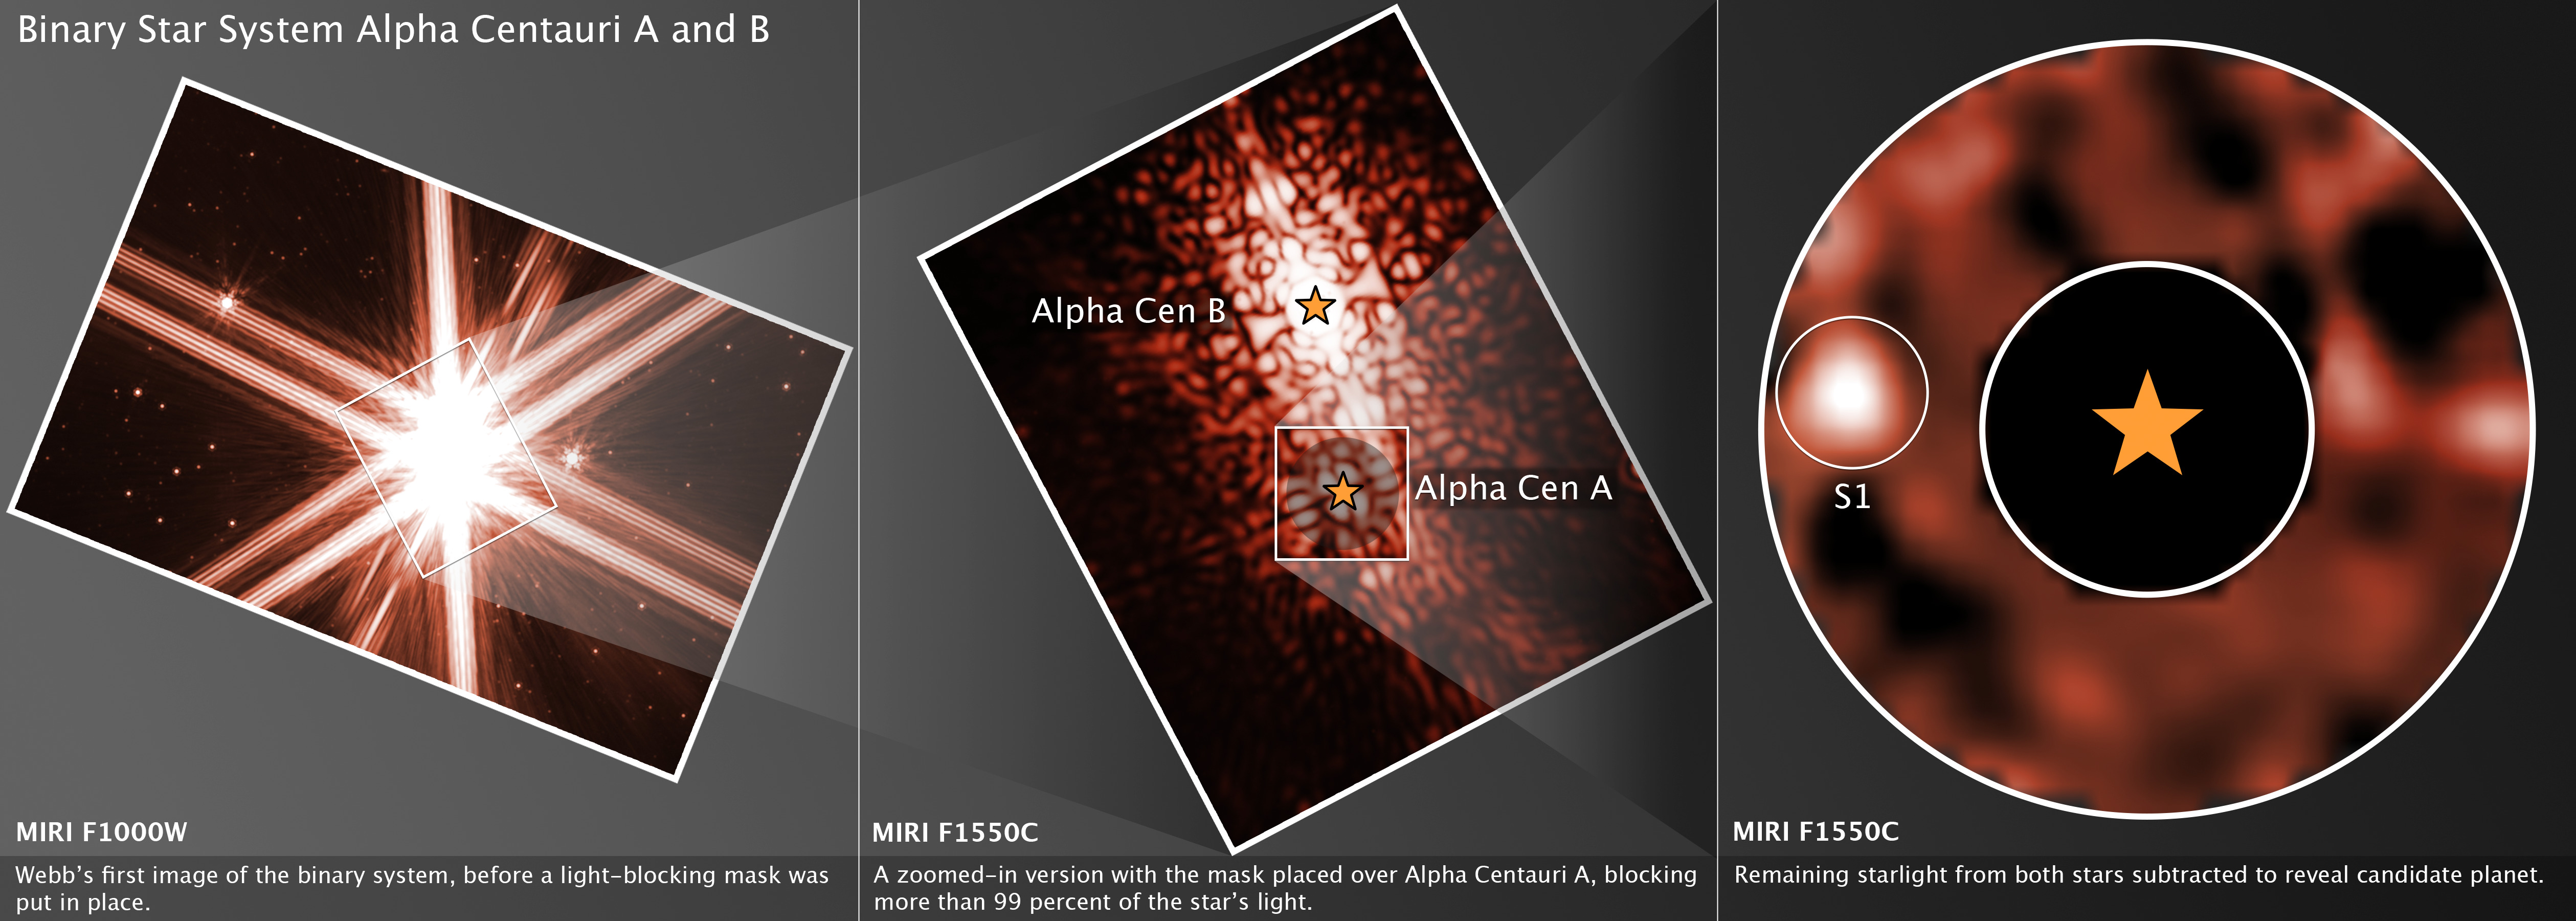 Binary Star System Alpha Centauri A and B
Alpha Cen B
Alpha Cen A
S1
MIRI F1000W
Webb's first image of the binary system, before a light-blocking mask was
put in place.
MIRI F1550C
A zoomed-in version with the mask placed over Alpha Centauri A, blocking
more than 99 percent of the star's light.
MIRI F1550C
Remaining starlight from both stars subtracted to reveal candidate planet.